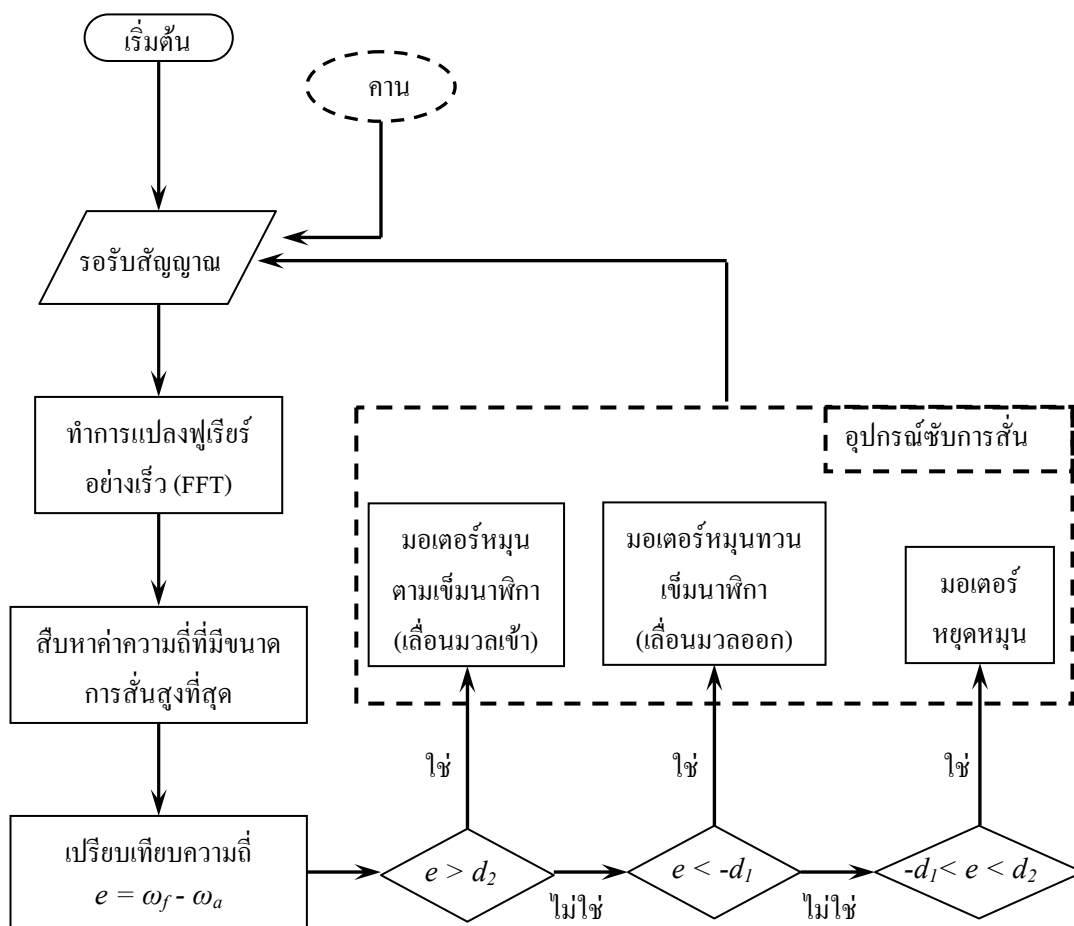 เริ่มต้น
คาน
รอรับสัญญาณ
ทำการแปลงฟูเรียร์
อย่างเร็ว (FFT)
สืบหาค่าความถี่ที่มีขนาด
การสั่นสูงที่สุด
เปรียบเทียบความถี่
e = ω_f - ω_a
อุปกรณ์ซับการสั่น
มอเตอร์หมุน
ตามเข็มนาฬิกา
(เลื่อนมวลเข้า)
มอเตอร์หมุนทวน
เข็มนาฬิกา
(เลื่อนมวลออก)
มอเตอร์
หยุดหมุน
ใช่
ใช่
ใช่
e > d₂
e < -d₁
-d₁< e < d₂
ไม่ใช่
ไม่ใช่